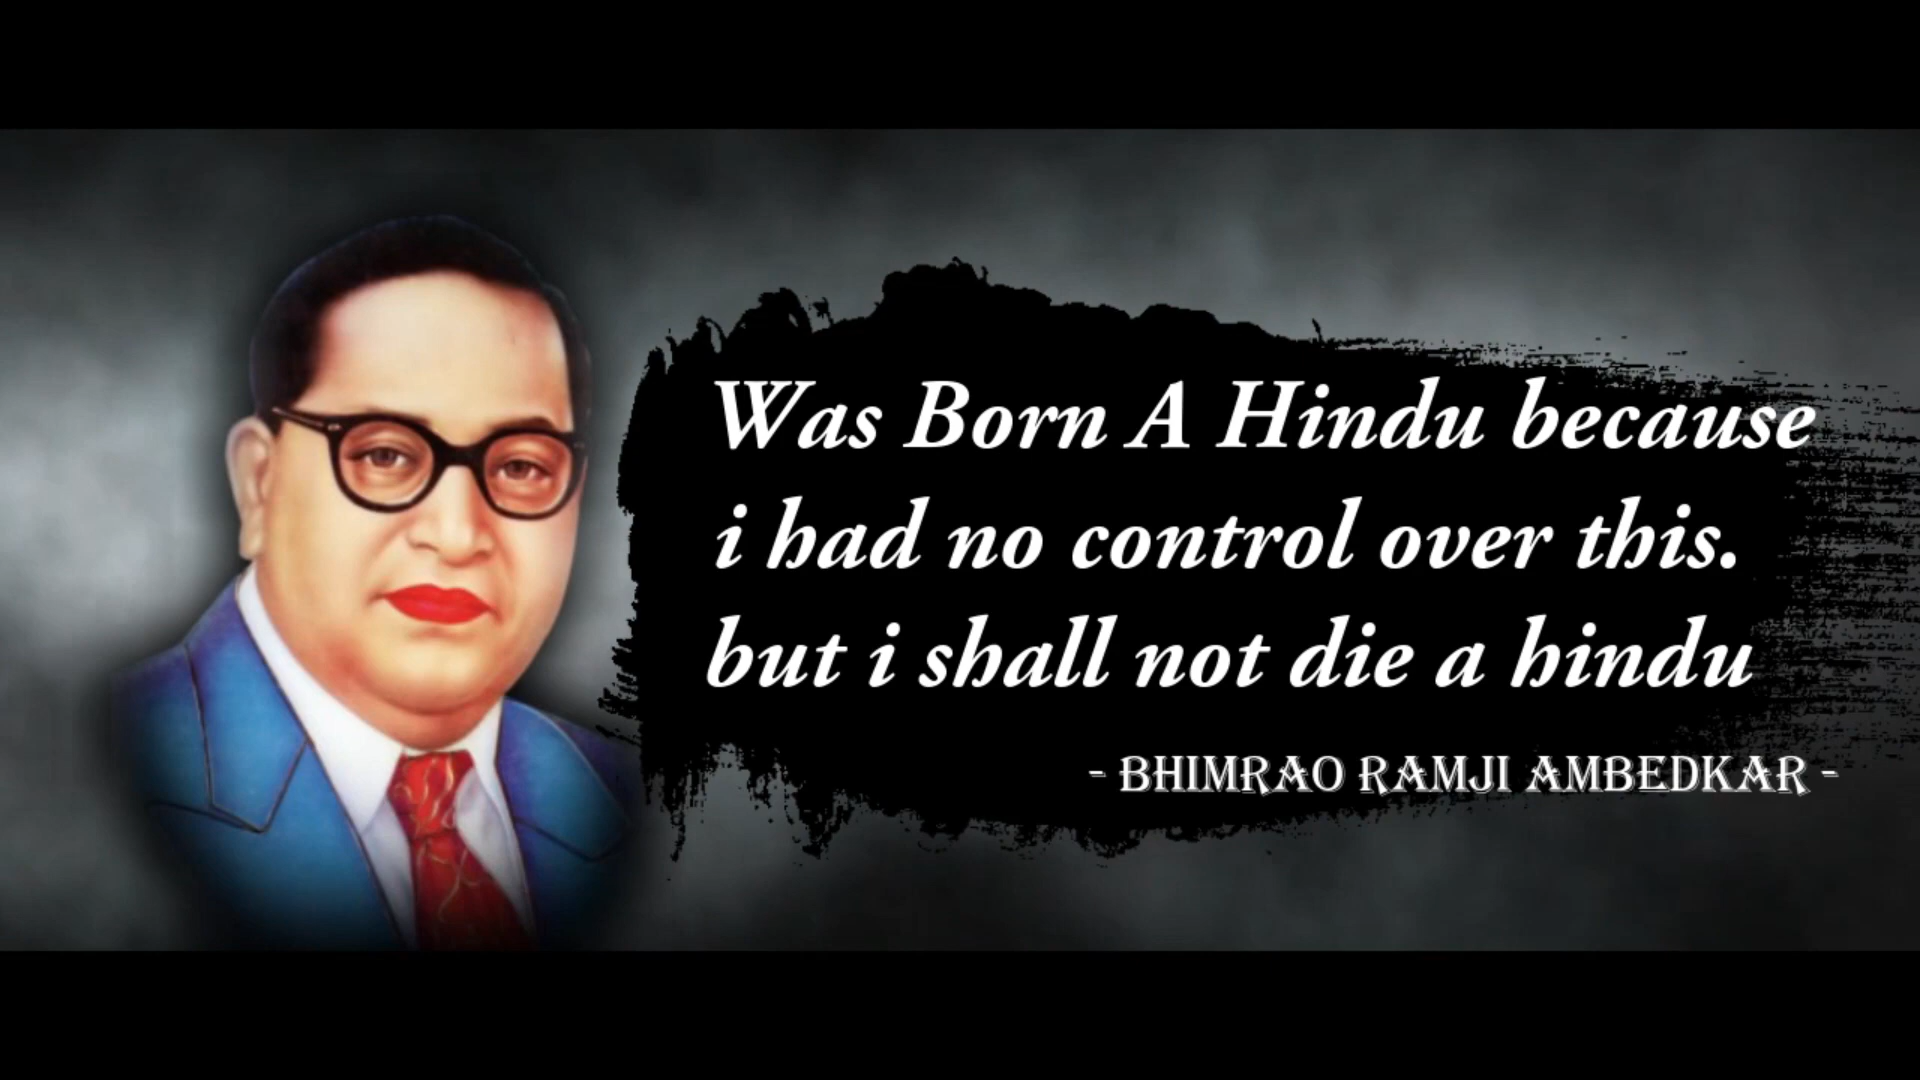 Was Born A Hindu because
i had no control over this.
but i shall not die a hindu
- BHIMRAO RAMJI AMBEDKAR -